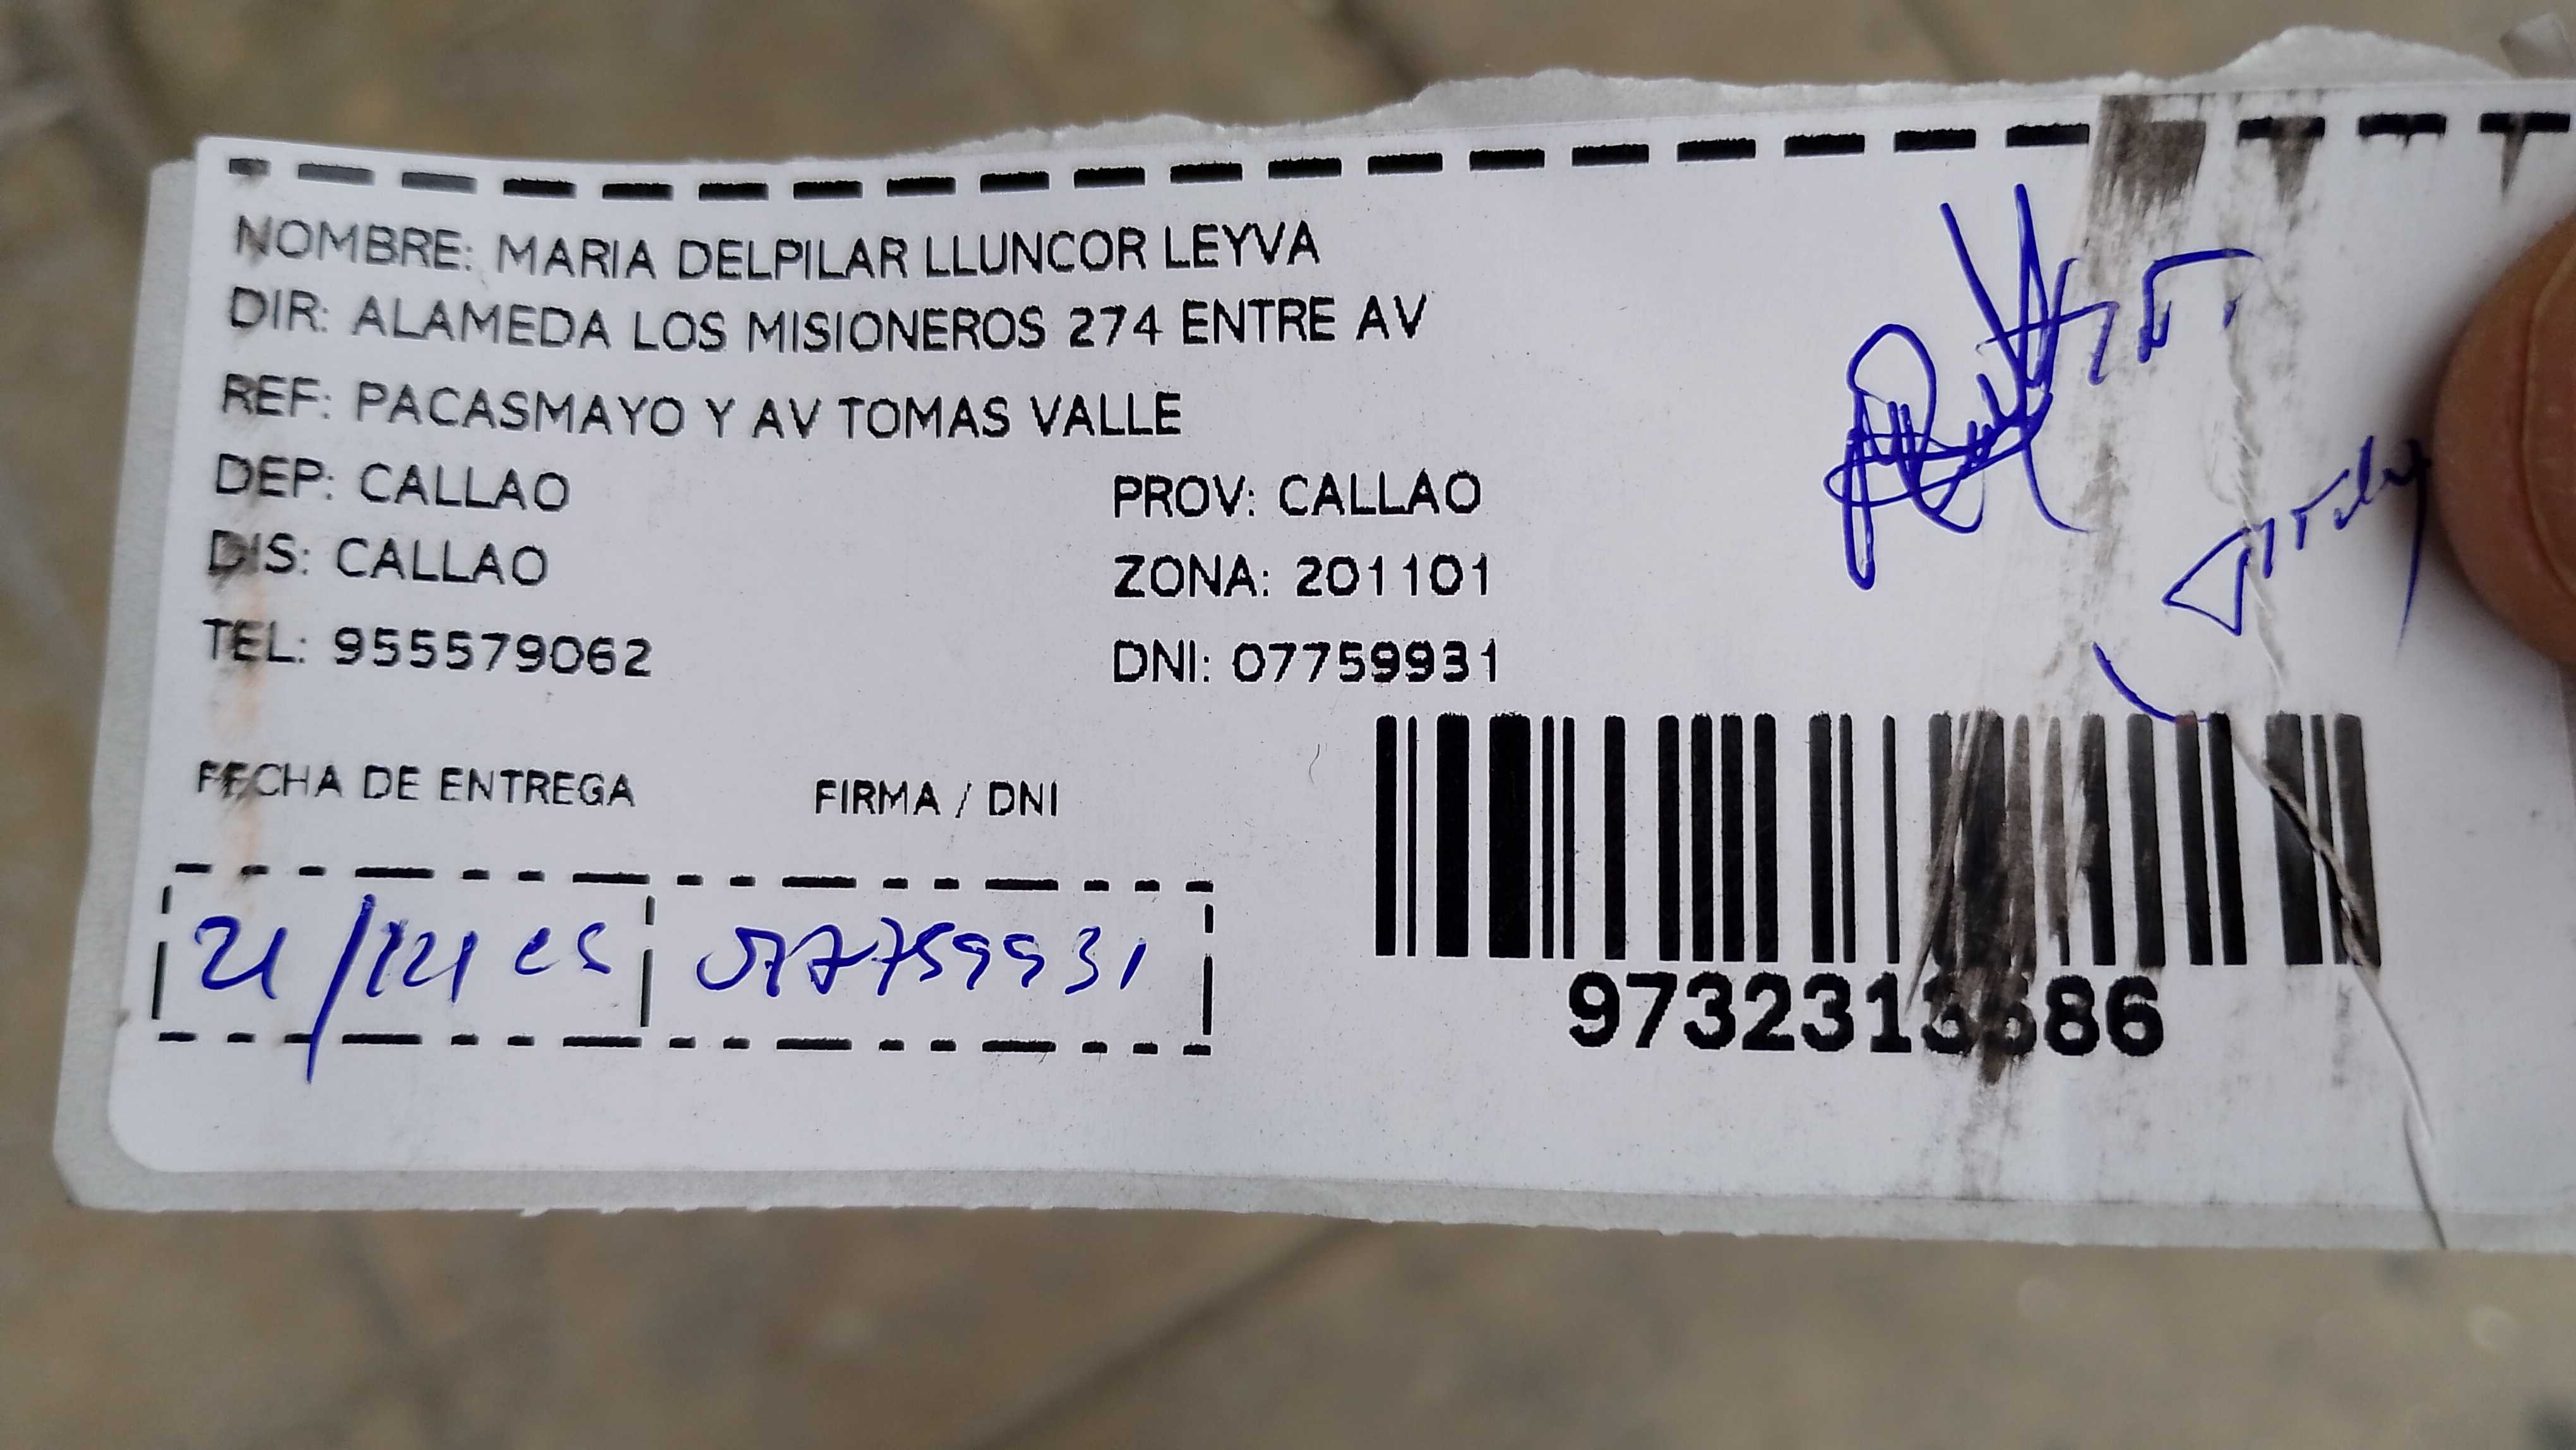 NOMBRE: MARIA DELPILAR LLUNCOR LEYVA
DIR: ALAMEDA LOS MISIONEROS 274 ENTRE AV
REF: PACASMAYO Y AV TOMAS VALLE
DEP: CALLAO PROV: CALLAO
DIS: CALLAO ZONA: 201101
TEL: 955579062 DNI: 07759931
FECHA DE ENTREGA FIRMA / DNI
07759931